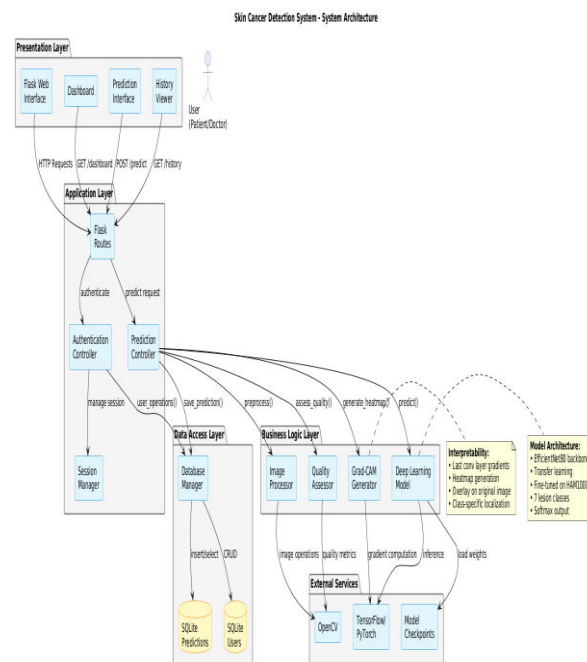 Skin Cancer Detection System - System Architecture
Presentation Layer
Flask Web
Interface
Dashboard
Prediction
Interface
History
Viewer
User
(Patient/Doctor)
HTTP Requests
GET /dashboard
POST /predict
GET /history
Application Layer
Flask
Routes
authenticate
predict request
Authentication
Controller
Prediction
Controller
manage session
user_operations()
save_prediction()
preprocess()
assess_quality()
generate_heatmap()
predict()
Session
Manager
Data Access Layer
Database
Manager
insert/select
CRUD
SQLite
Predictions
SQLite
Users
Business Logic Layer
Image
Processor
Quality
Assessor
Grad-CAM
Generator
Deep Learning
Model
image operations
quality metrics
gradient computation
inference
load weights
Interpretability:
• Last conv layer gradients
• Heatmap generation
• Overlay on original image
• Class-specific localization
Model Architecture:
• EfficientNetB0 backbone
• Transfer learning
• Fine-tuned on HAM1000
• 7 lesion classes
• Softmax output
External Services
OpenCV
TensorFlow/
PyTorch
Model
Checkpoints